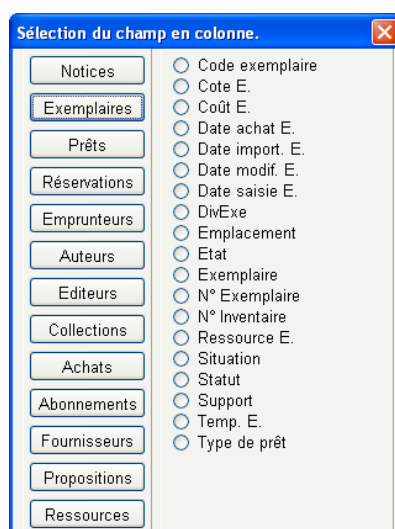 Sélection du champ en colonne.
Notices
Exemplaires
Prêts
Réservations
Emprunteurs
Auteurs
Editeurs
Collections
Achats
Abonnements
Fournisseurs
Propositions
Ressources
Code exemplaire
Cote E.
Coût E.
Date achat E.
Date import. E.
Date modif. E.
Date saisie E.
DivExe
Emplacement
Etat
Exemplaire
N° Exemplaire
N° Inventaire
Ressource E.
Situation
Statut
Support
Temp. E.
Type de prêt